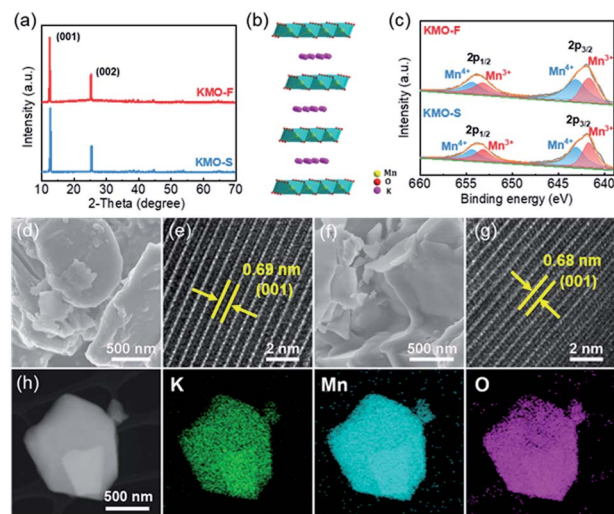 (a)
(001)
(002)
KMO-F
KMO-S
Intensity (a.u.)
10 20 30 40 50 60 70
2-Theta (degree)
(b)
Mn
O
K
(c)
KMO-F
2p3/2
2p1/2
Mn4+
Mn3+
Mn4+
Mn3+
KMO-S
2p3/2
2p1/2
Mn4+
Mn3+
Mn4+
Mn3+
Intensity (a.u.)
660 655 650 645 640
Binding energy (eV)
(d)
500 nm
(e)
0.69 nm
(001)
2 nm
(f)
500 nm
(g)
0.68 nm
(001)
2 nm
(h)
500 nm
K
Mn
O